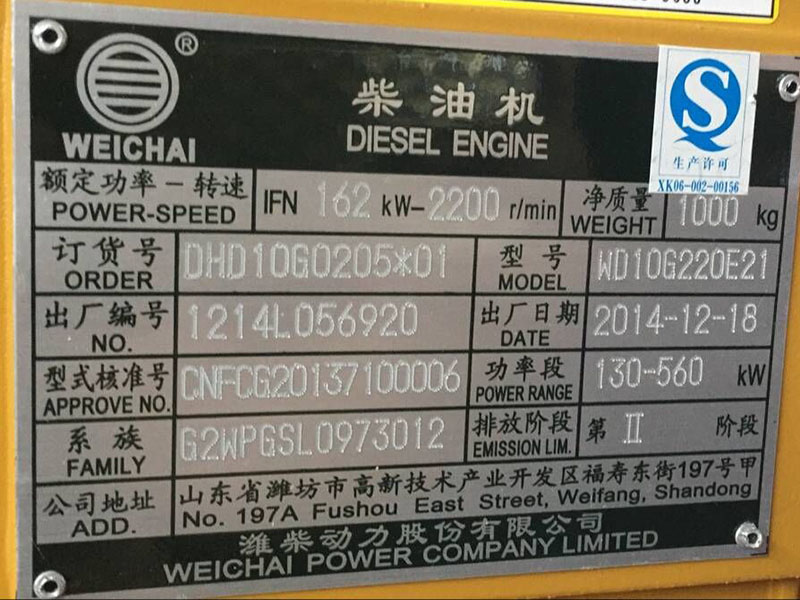 WEICHAI ®
柴油机
DIESEL ENGINE
生产许可
XK06-002-00156
额定功率－转速
POWER-SPEED
IFN 162 kW-2200 r/min
净质量
WEIGHT
1000 kg
订货号
ORDER
DHD10G0205*01
型号
MODEL
WD10G220E21
出厂编号
NO.
1214L056920
出厂日期
DATE
2014-12-18
型式核准号
APPROVE NO.
CNFCG20137100006
功率段
POWER RANGE
130-560 kW
系族
FAMILY
G2WPGSL0973012
排放阶段
EMISSION LIM.
第 II 阶段
公司地址
ADD.
山东省潍坊市高新技术产业开发区福寿东街197号甲
No. 197A Fushou East Street, Weifang, Shandong
潍柴动力股份有限公司
WEICHAI POWER COMPANY LIMITED